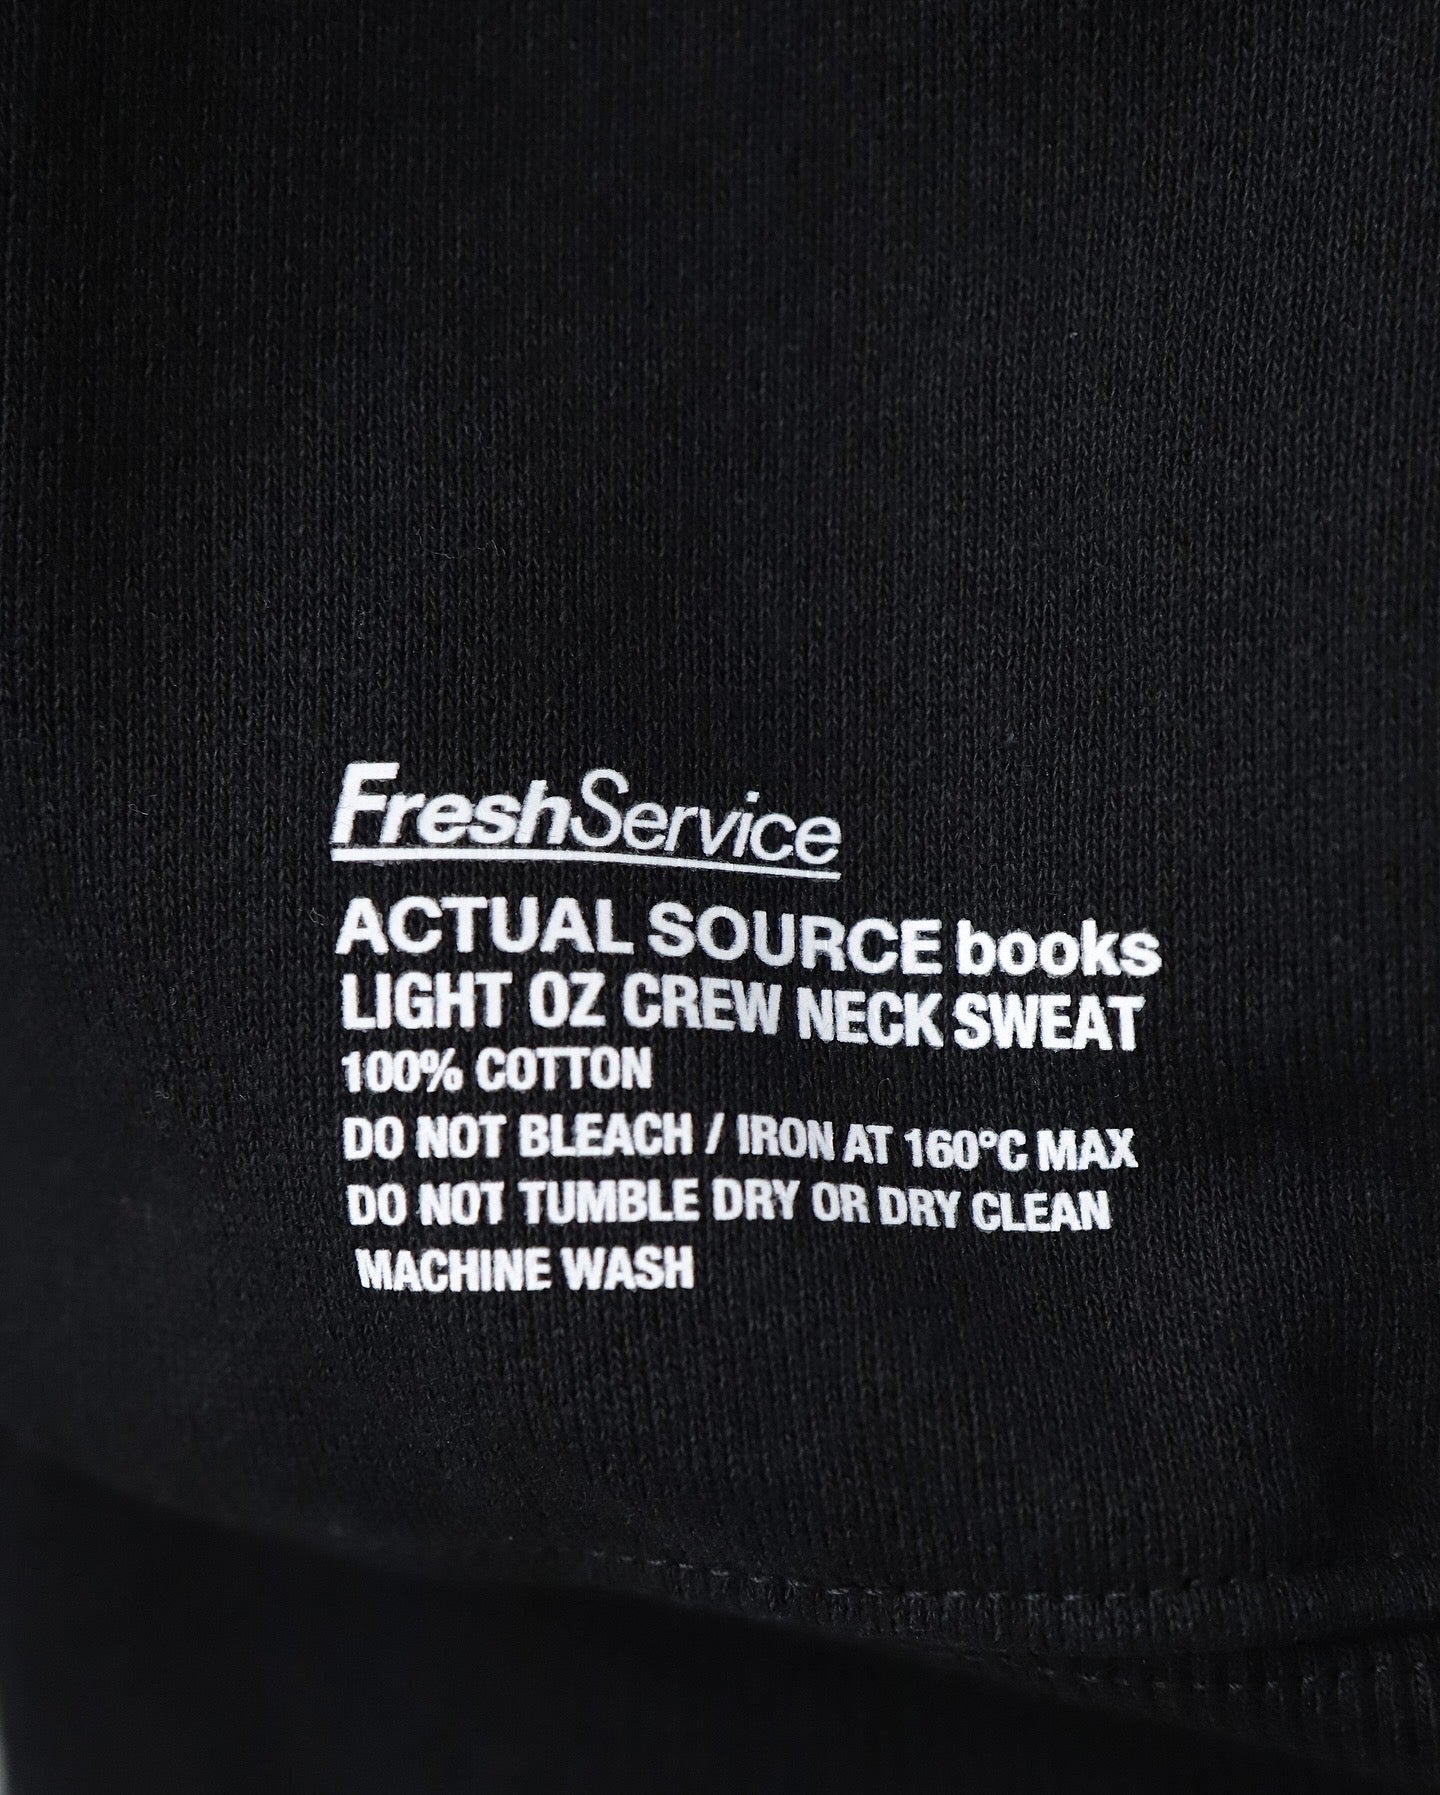 FreshService
ACTUAL SOURCE books
LIGHT OZ CREW NECK SWEAT
100% COTTON
DO NOT BLEACH / IRON AT 160°C MAX
DO NOT TUMBLE DRY OR DRY CLEAN
MACHINE WASH